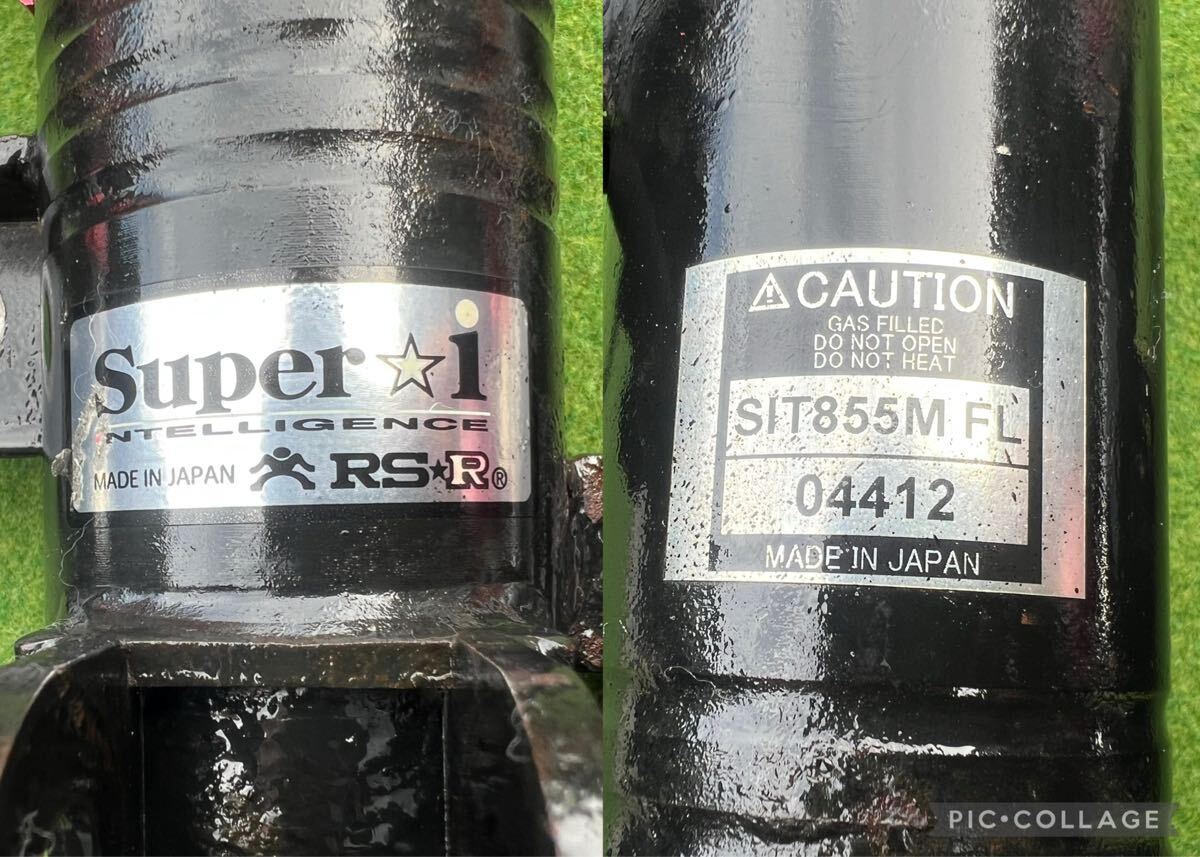 Super☆i
INTELLIGENCE
MADE IN JAPAN RS★R®
⚠CAUTION
GAS FILLED
DO NOT OPEN
DO NOT HEAT
SIT855M FL
04412
MADE IN JAPAN
PIC•COLLAGE